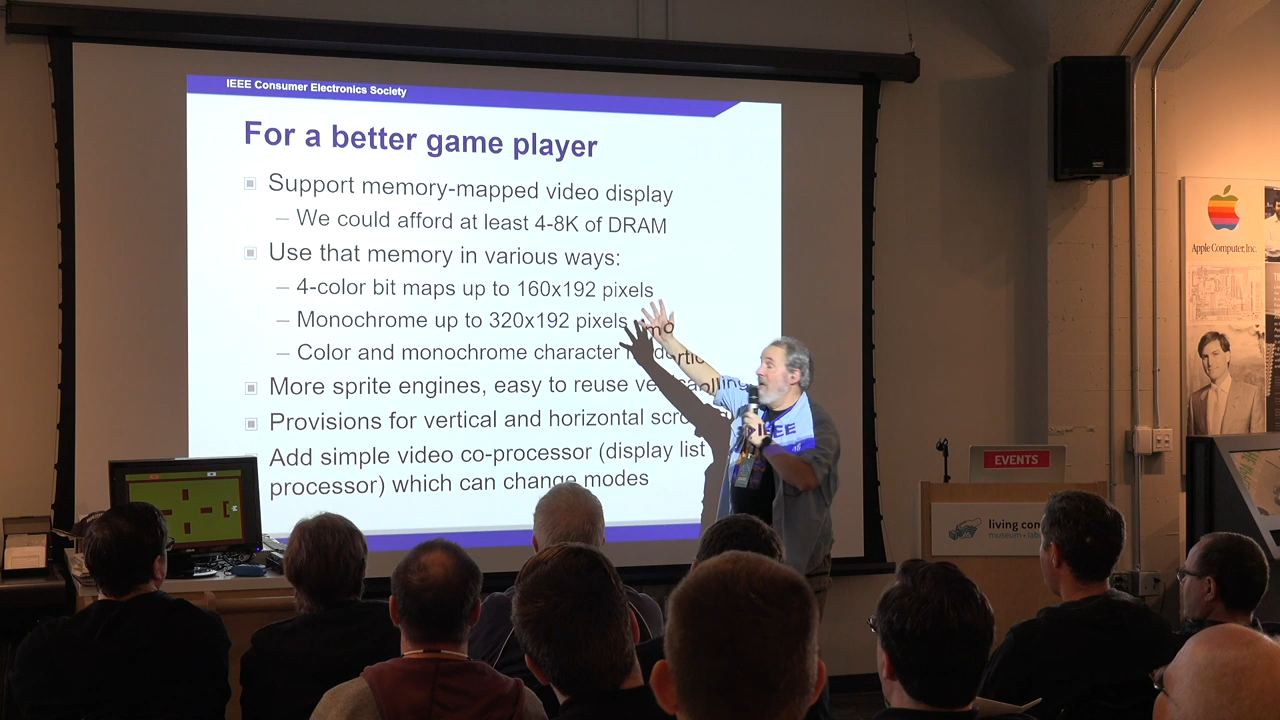 IEEE Consumer Electronics Society
For a better game player
Support memory-mapped video display
– We could afford at least 4-8K of DRAM
Use that memory in various ways:
– 4-color bit maps up to 160x192 pixels
– Monochrome up to 320x192 pixels
– Color and monochrome character
More sprite engines, easy to reuse
Provisions for vertical and horizontal
Add simple video co-processor (display list
processor) which can change modes
IEEE
Apple Computer, Inc.
EVENTS
living
museum + labs